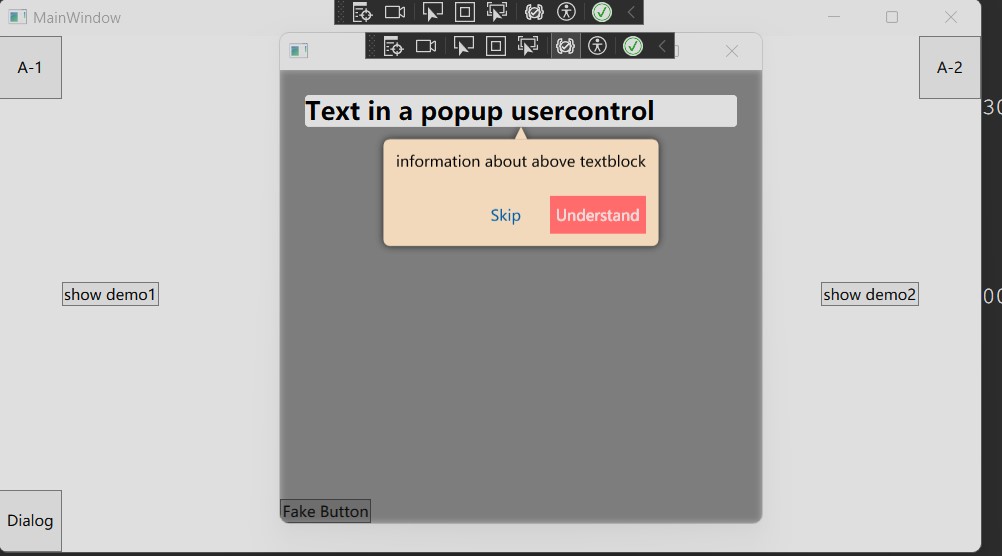 MainWindow
A-1
A-2
Text in a popup usercontrol
30
information about above textblock
Skip
Understand
show demo1
show demo2
00
Fake Button
Dialog